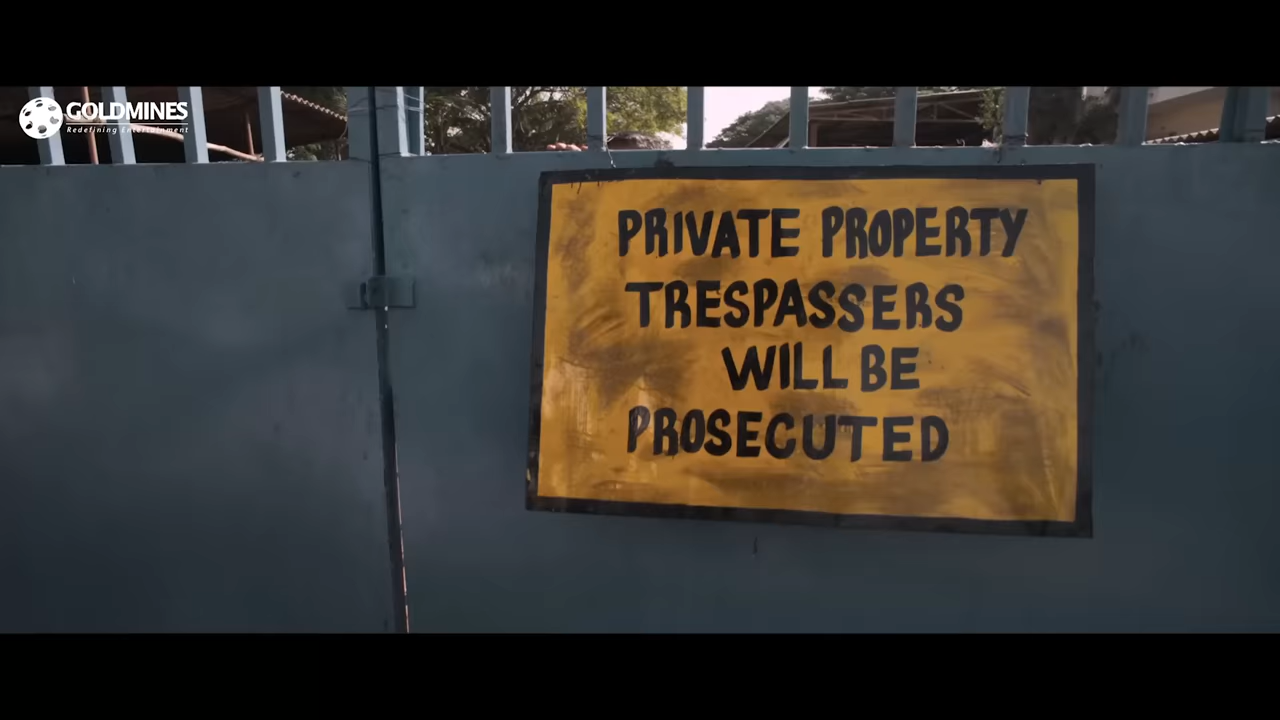 GOLDMINES
Redefining Entertainment
PRIVATE PROPERTY
TRESPASSERS
WILL BE
PROSECUTED